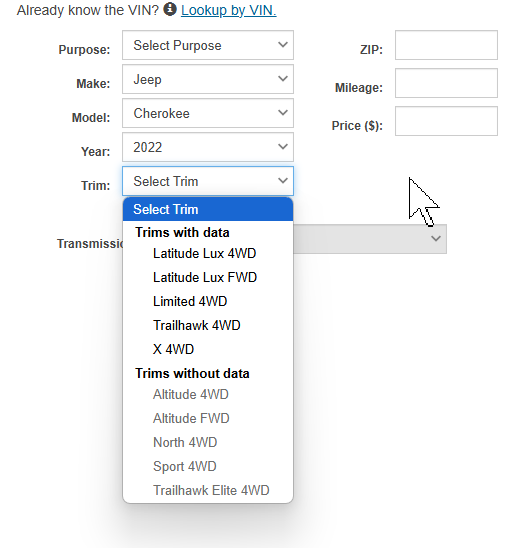 Already know the VIN? Lookup by VIN.
Purpose: Select Purpose ZIP:
Make: Jeep Mileage:
Model: Cherokee Price ($):
Year: 2022
Trim: Select Trim
Select Trim
Trims with data
Transmissi
Latitude Lux 4WD
Latitude Lux FWD
Limited 4WD
Trailhawk 4WD
X 4WD
Trims without data
Altitude 4WD
Altitude FWD
North 4WD
Sport 4WD
Trailhawk Elite 4WD